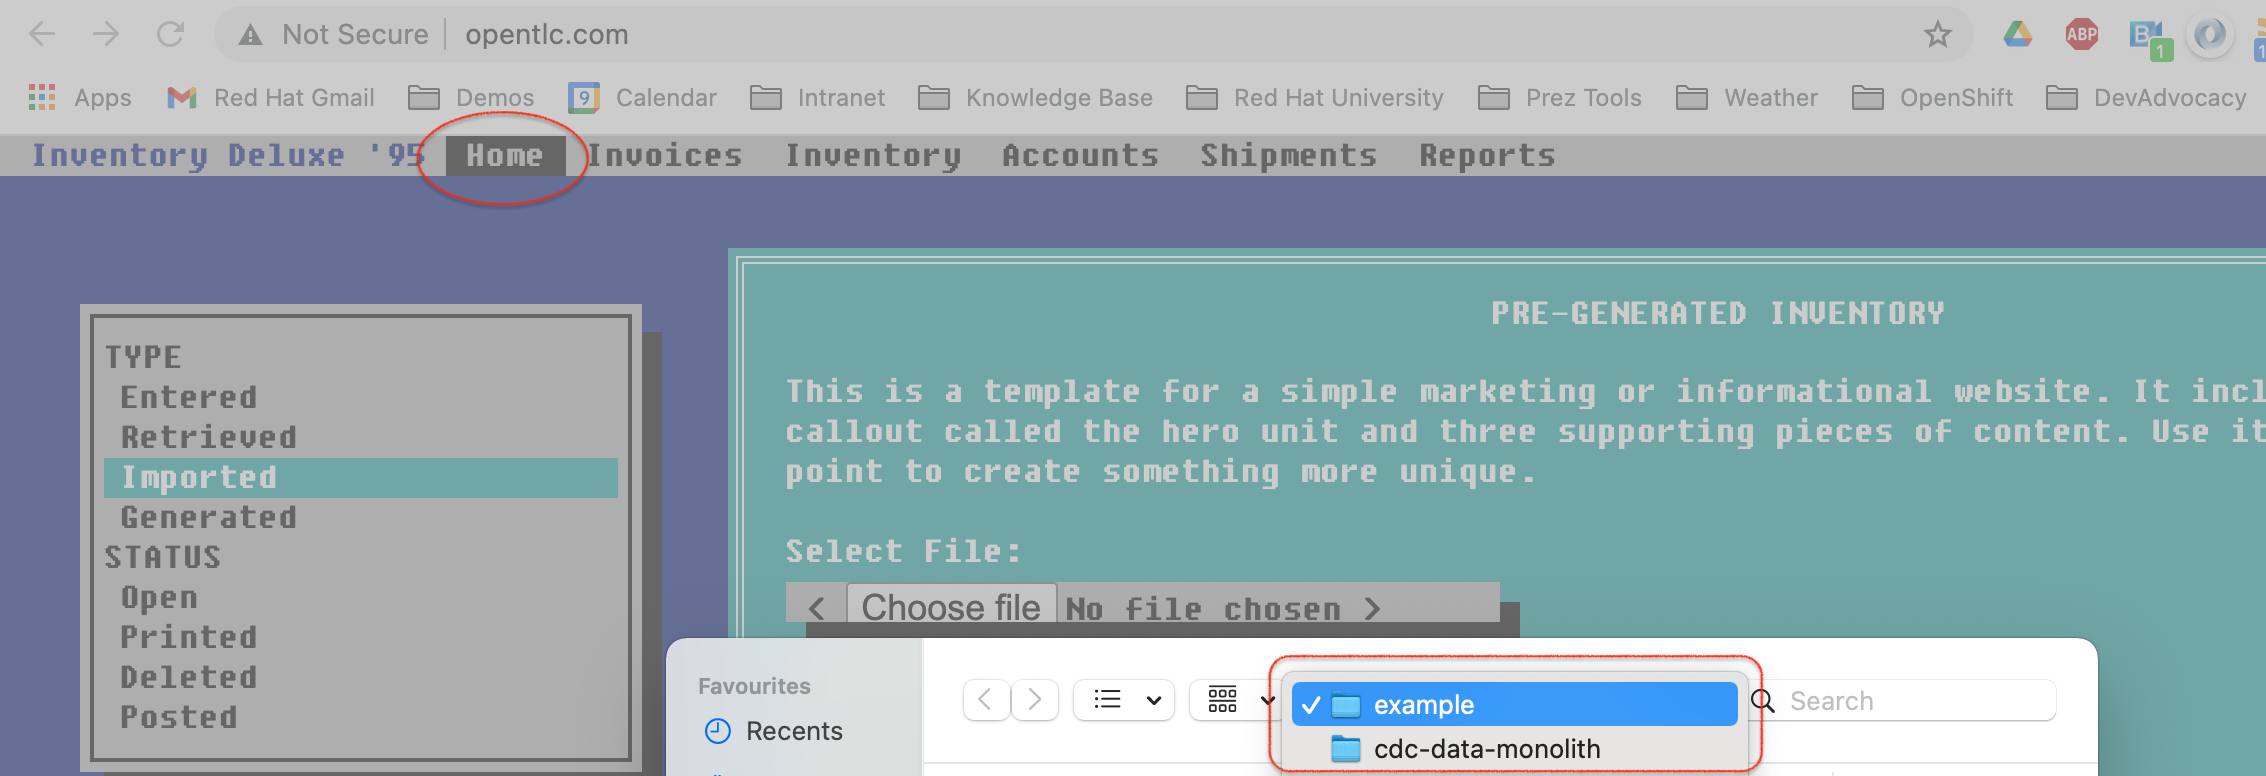 Not Secure opentlc.com ABP B 1 1
Apps Red Hat Gmail Demos 9 Calendar Intranet Knowledge Base Red Hat University Prez Tools Weather OpenShift DevAdvocacy
Inventory Deluxe '95 Home Invoices Inventory Accounts Shipments Reports
PRE-GENERATED INVENTORY
This is a template for a simple marketing or informational website. It incl
callout called the hero unit and three supporting pieces of content. Use it
point to create something more unique.
Select File:
< Choose file No file chosen >
TYPE
Entered
Retrieved
Imported
Generated
STATUS
Open
Printed
Deleted
Posted
Favourites
Recents
example
cdc-data-monolith
Search